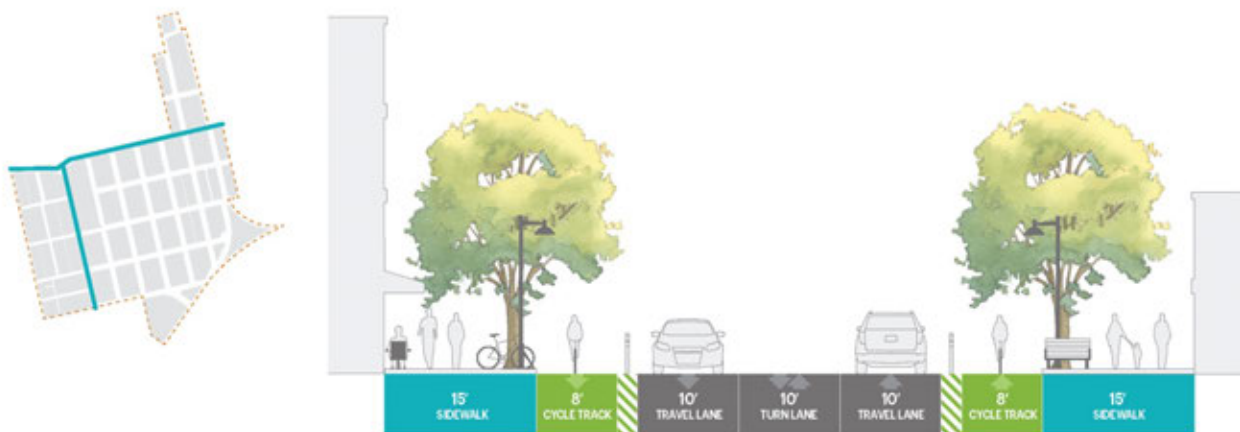 15'
SIDEWALK
8'
CYCLE TRACK
10'
TRAVEL LANE
10'
TURN LANE
10'
TRAVEL LANE
8'
CYCLE TRACK
15'
SIDEWALK